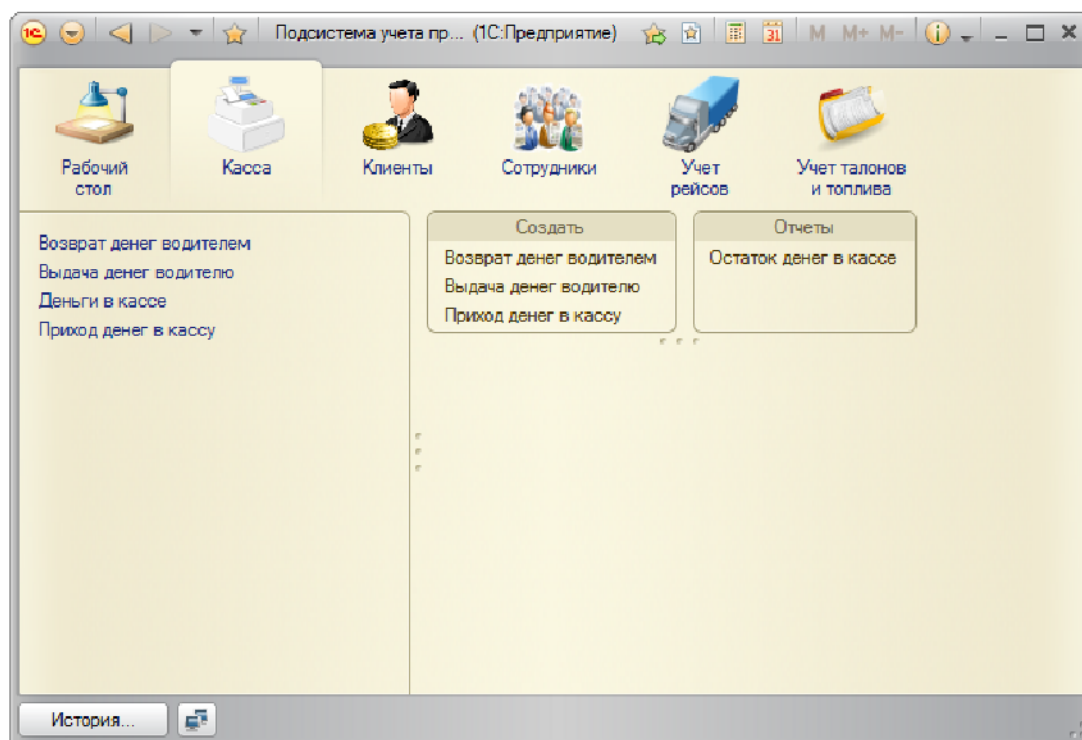 1С
Подсистема учета пр... (1С:Предприятие)
31
M M+ M-
Рабочий
стол
Касса
Клиенты
Сотрудники
Учет
рейсов
Учет талонов
и топлива
Возврат денег водителем
Выдача денег водителю
Деньги в кассе
Приход денег в кассу
Создать
Возврат денег водителем
Выдача денег водителю
Приход денег в кассу
Отчеты
Остаток денег в кассе
История...